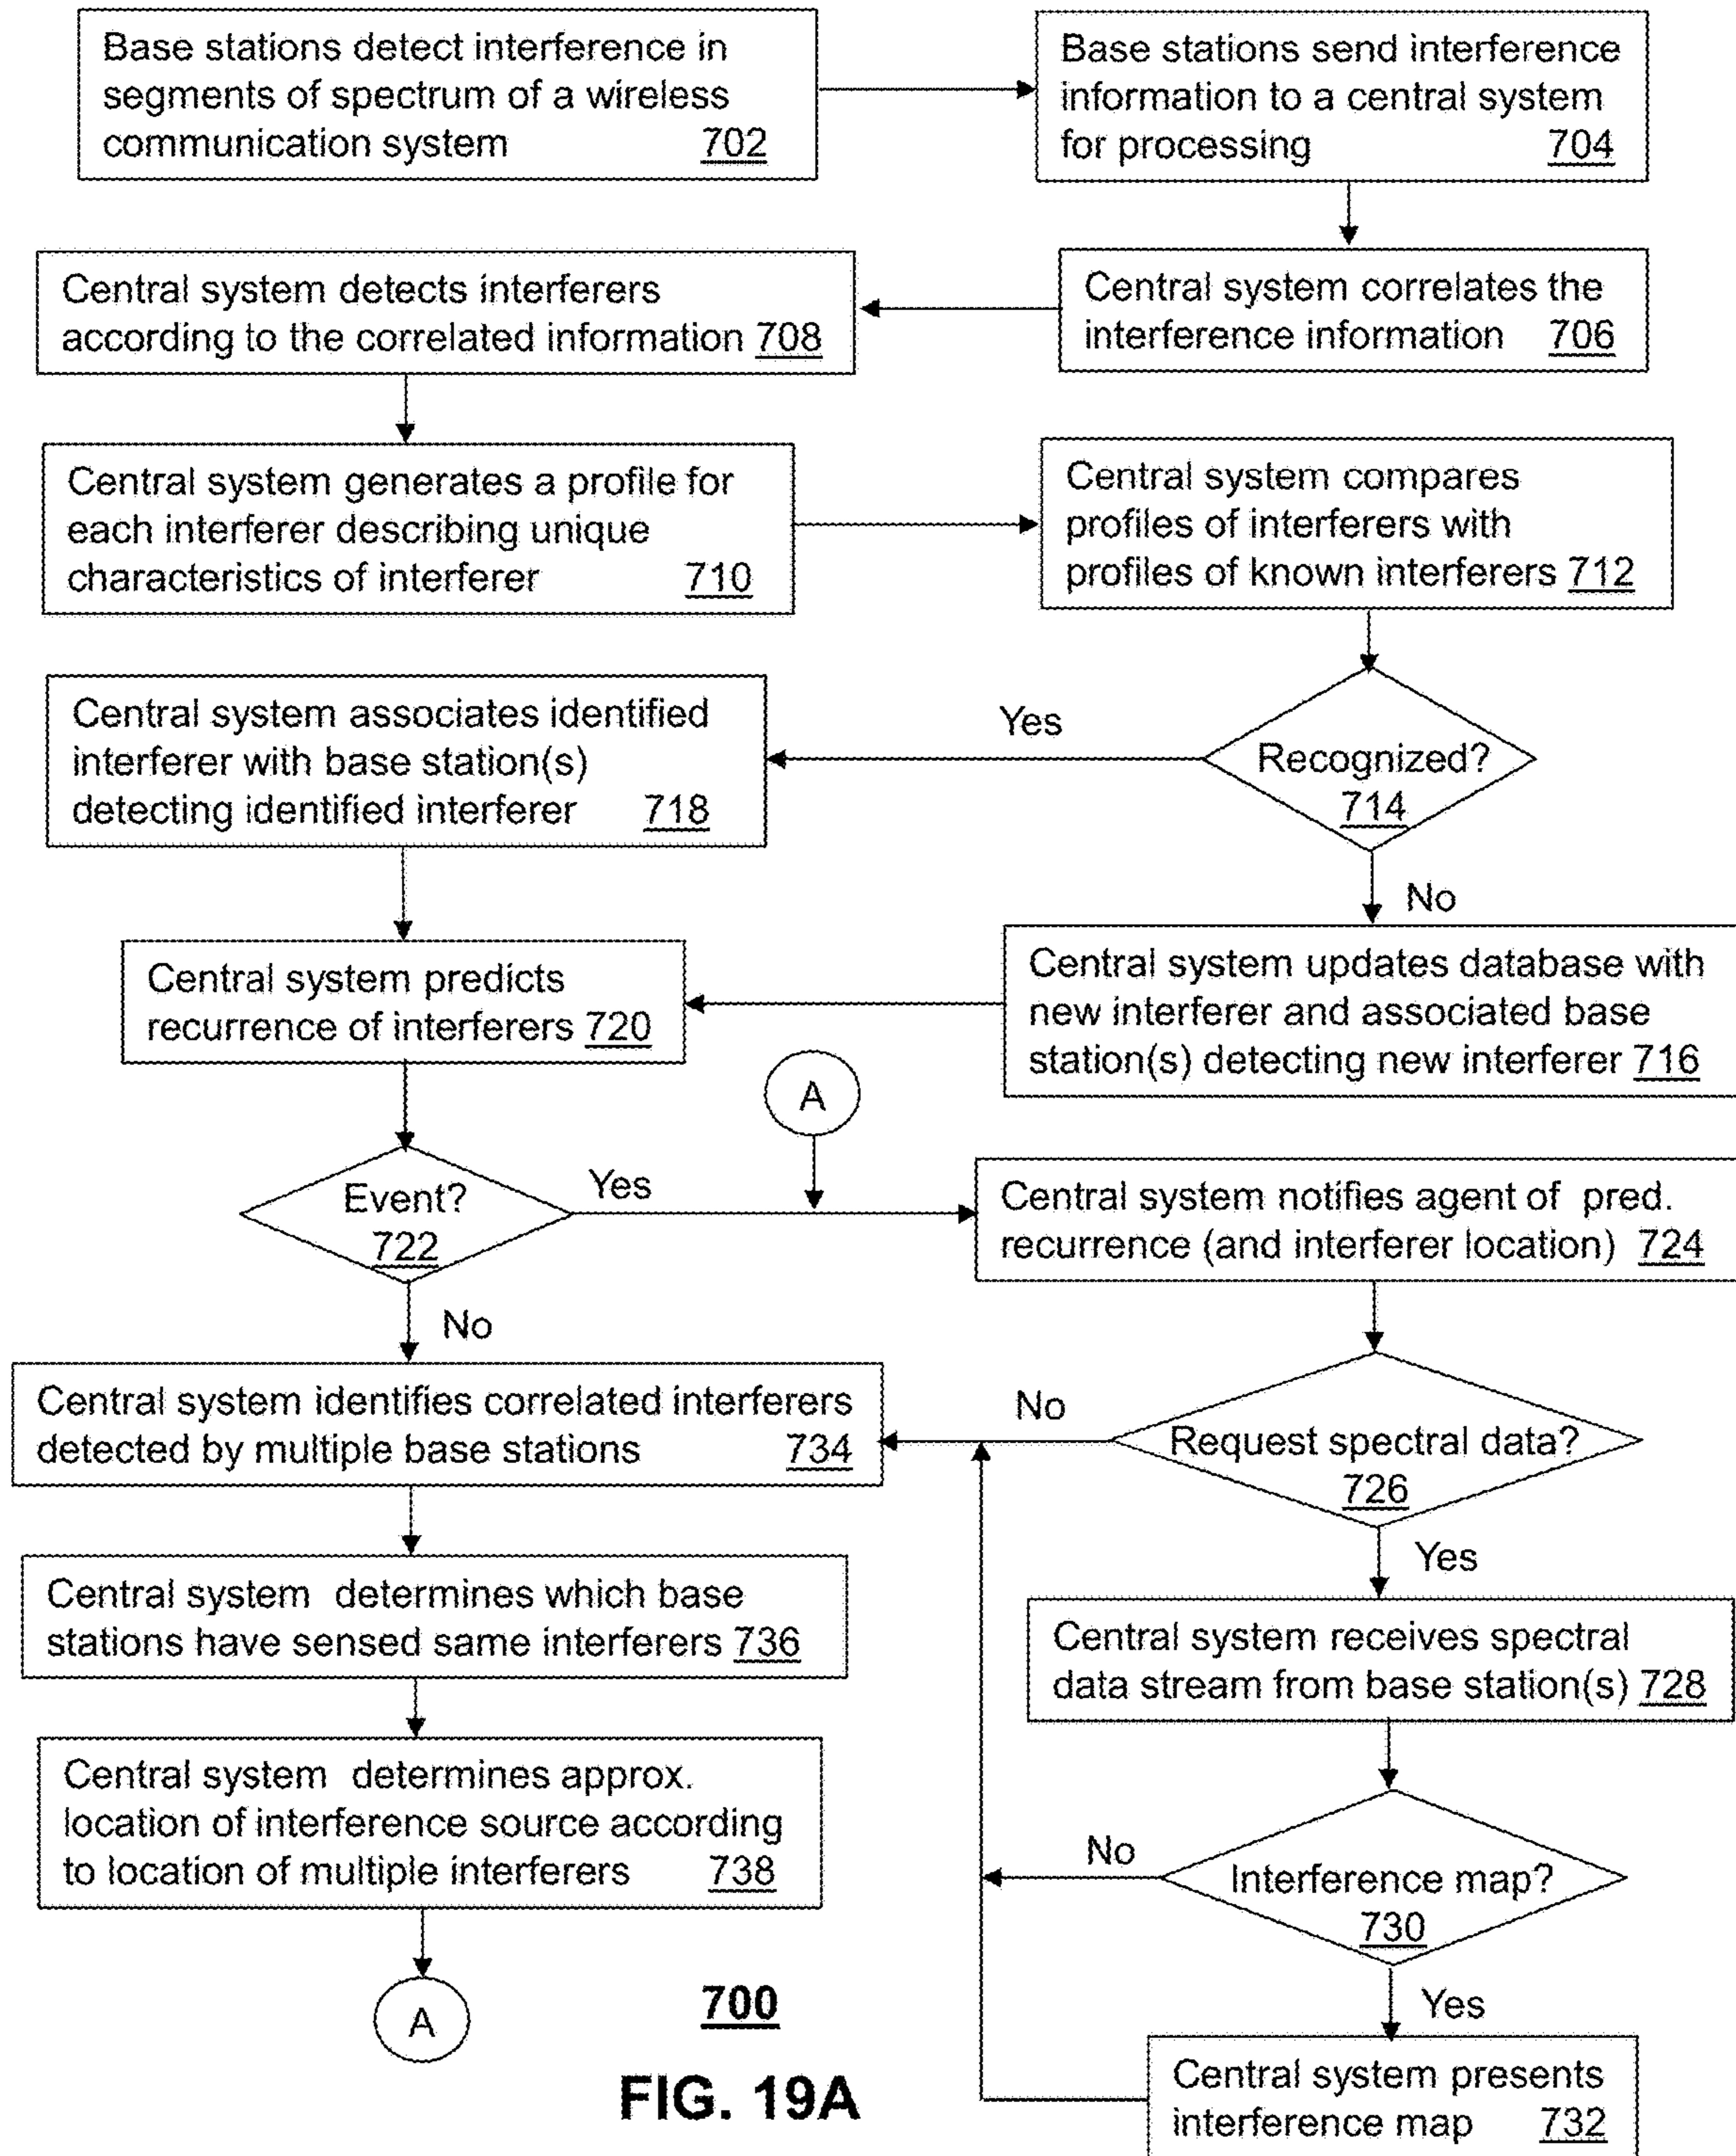 Base stations detect interference in
segments of spectrum of a wireless
communication system 702
Base stations send interference
information to a central system
for processing 704
Central system correlates the
interference information 706
Central system detects interferers
according to the correlated information 708
Central system generates a profile for
each interferer describing unique
characteristics of interferer 710
Central system compares
profiles of interferers with
profiles of known interferers 712
Recognized?
714
Yes
No
Central system associates identified
interferer with base station(s)
detecting identified interferer 718
Central system updates database with
new interferer and associated base
station(s) detecting new interferer 716
Central system predicts
recurrence of interferers 720
A
Event?
722
Yes
No
Central system notifies agent of pred.
recurrence (and interferer location) 724
Request spectral data?
726
No
Yes
Central system identifies correlated interferers
detected by multiple base stations 734
Central system determines which base
stations have sensed same interferers 736
Central system receives spectral
data stream from base station(s) 728
Central system determines approx.
location of interference source according
to location of multiple interferers 738
Interference map?
730
No
Yes
A
Central system presents
interference map 732
700
FIG. 19A